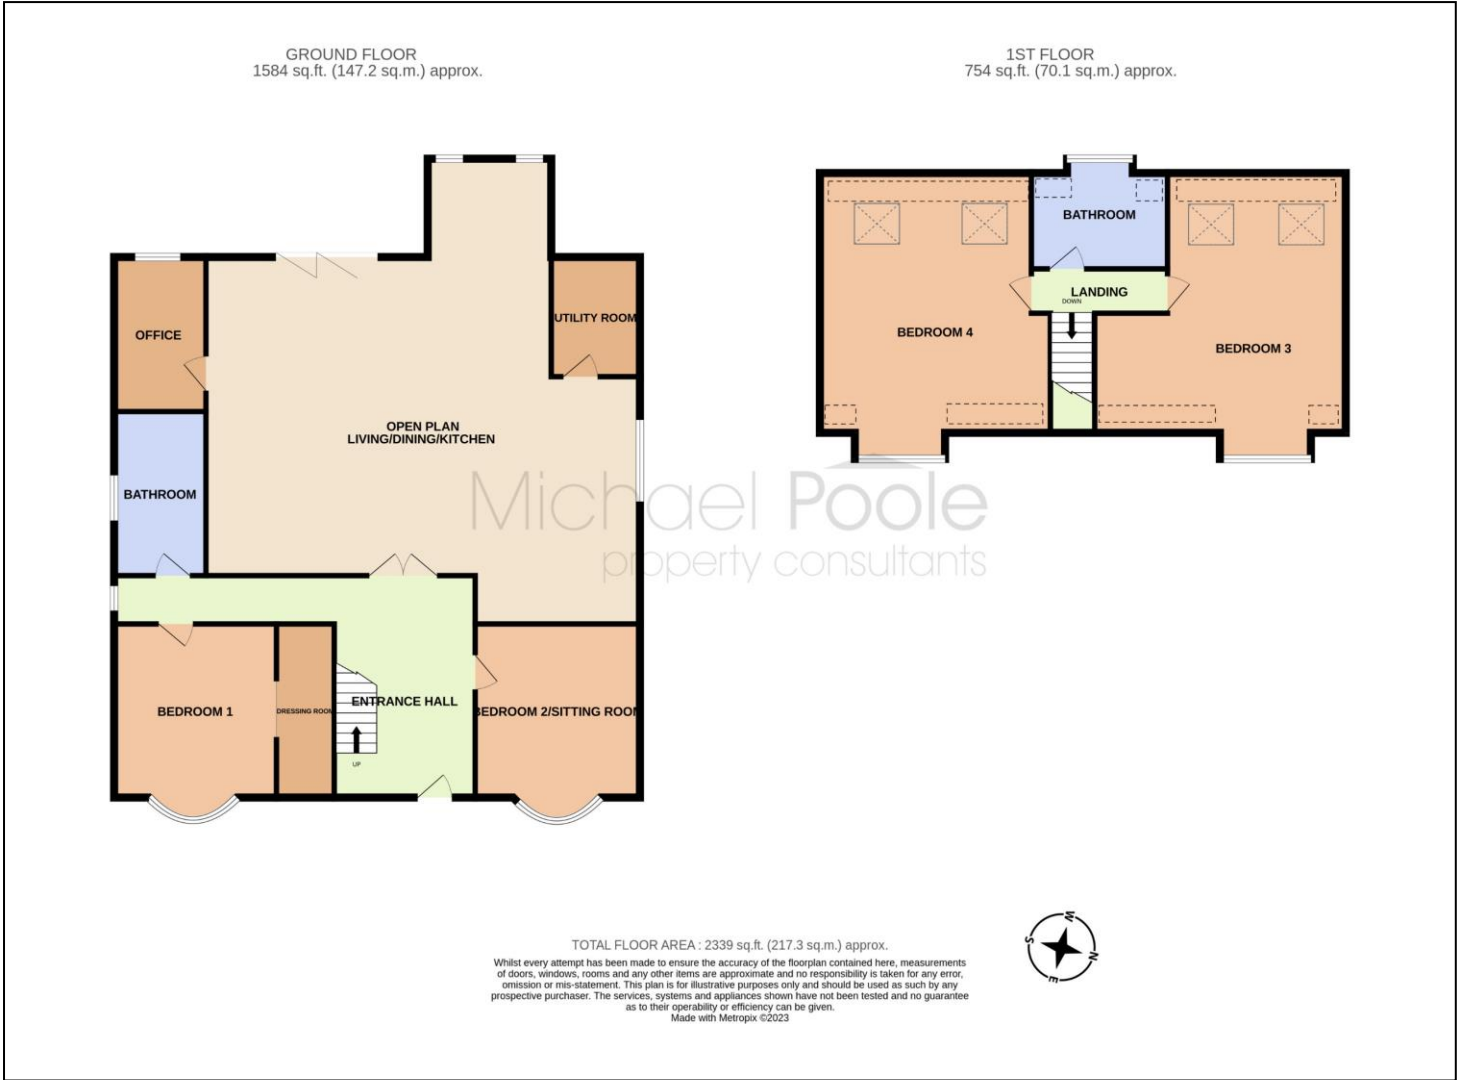 GROUND FLOOR
1584 sq.ft. (147.2 sq.m.) approx.
1ST FLOOR
754 sq.ft. (70.1 sq.m.) approx.
OFFICE
UTILITY ROOM
OPEN PLAN
LIVING/DINING/KITCHEN
BATHROOM
BEDROOM 1
DRESSING ROOM
ENTRANCE HALL
UP
BEDROOM 2/SITTING ROOM
BATHROOM
LANDING
DOWN
BEDROOM 4
BEDROOM 3
Michael Poole
property consultants
TOTAL FLOOR AREA : 2339 sq.ft. (217.3 sq.m.) approx.
Whilst every attempt has been made to ensure the accuracy of the floorplan contained here, measurements
of doors, windows, rooms and any other items are approximate and no responsibility is taken for any error,
omission or mis-statement. This plan is for illustrative purposes only and should be used as such by any
prospective purchaser. The services, systems and appliances shown have not been tested and no guarantee
as to their operability or efficiency can be given.
Made with Metropix ©2023
W
S
N
E